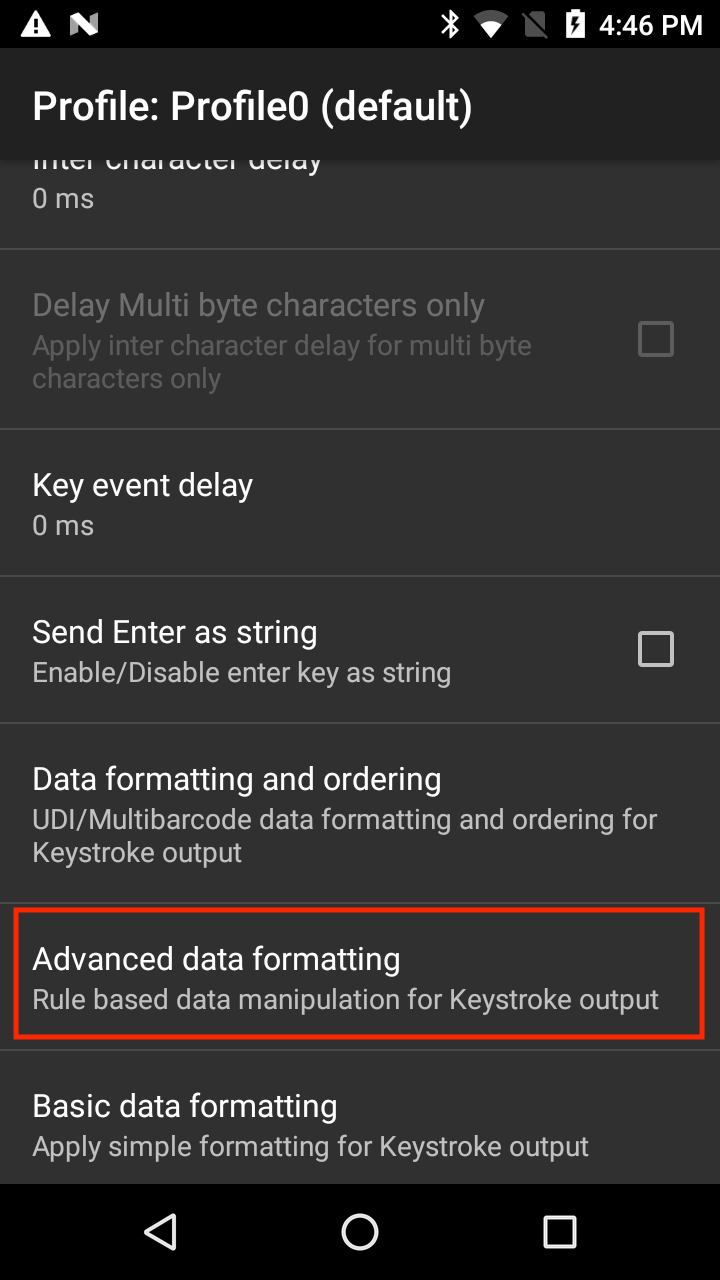 4:46 PM
Profile: Profile0 (default)
Inter character delay
0 ms
Delay Multi byte characters only
Apply inter character delay for multi byte
characters only
Key event delay
0 ms
Send Enter as string
Enable/Disable enter key as string
Data formatting and ordering
UDI/Multibarcode data formatting and ordering for
Keystroke output
Advanced data formatting
Rule based data manipulation for Keystroke output
Basic data formatting
Apply simple formatting for Keystroke output